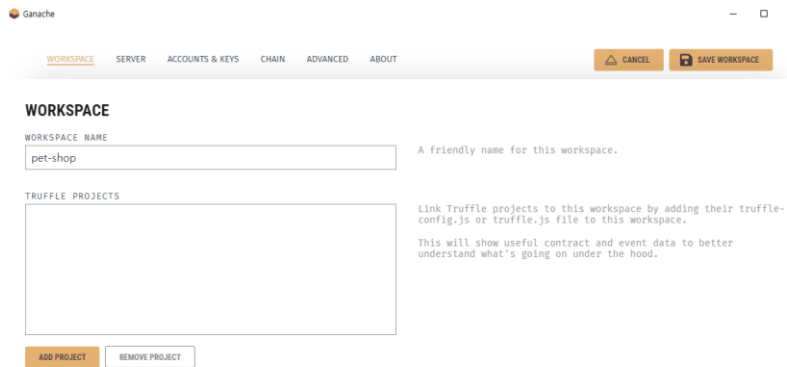 Ganache
WORKSPACE SERVER ACCOUNTS & KEYS CHAIN ADVANCED ABOUT CANCEL SAVE WORKSPACE
WORKSPACE
WORKSPACE NAME
pet-shop
A friendly name for this workspace.
TRUFFLE PROJECTS
Link Truffle projects to this workspace by adding their truffle-
config.js or truffle.js file to this workspace.
This will show useful contract and event data to better
understand what's going on under the hood.
ADD PROJECT REMOVE PROJECT